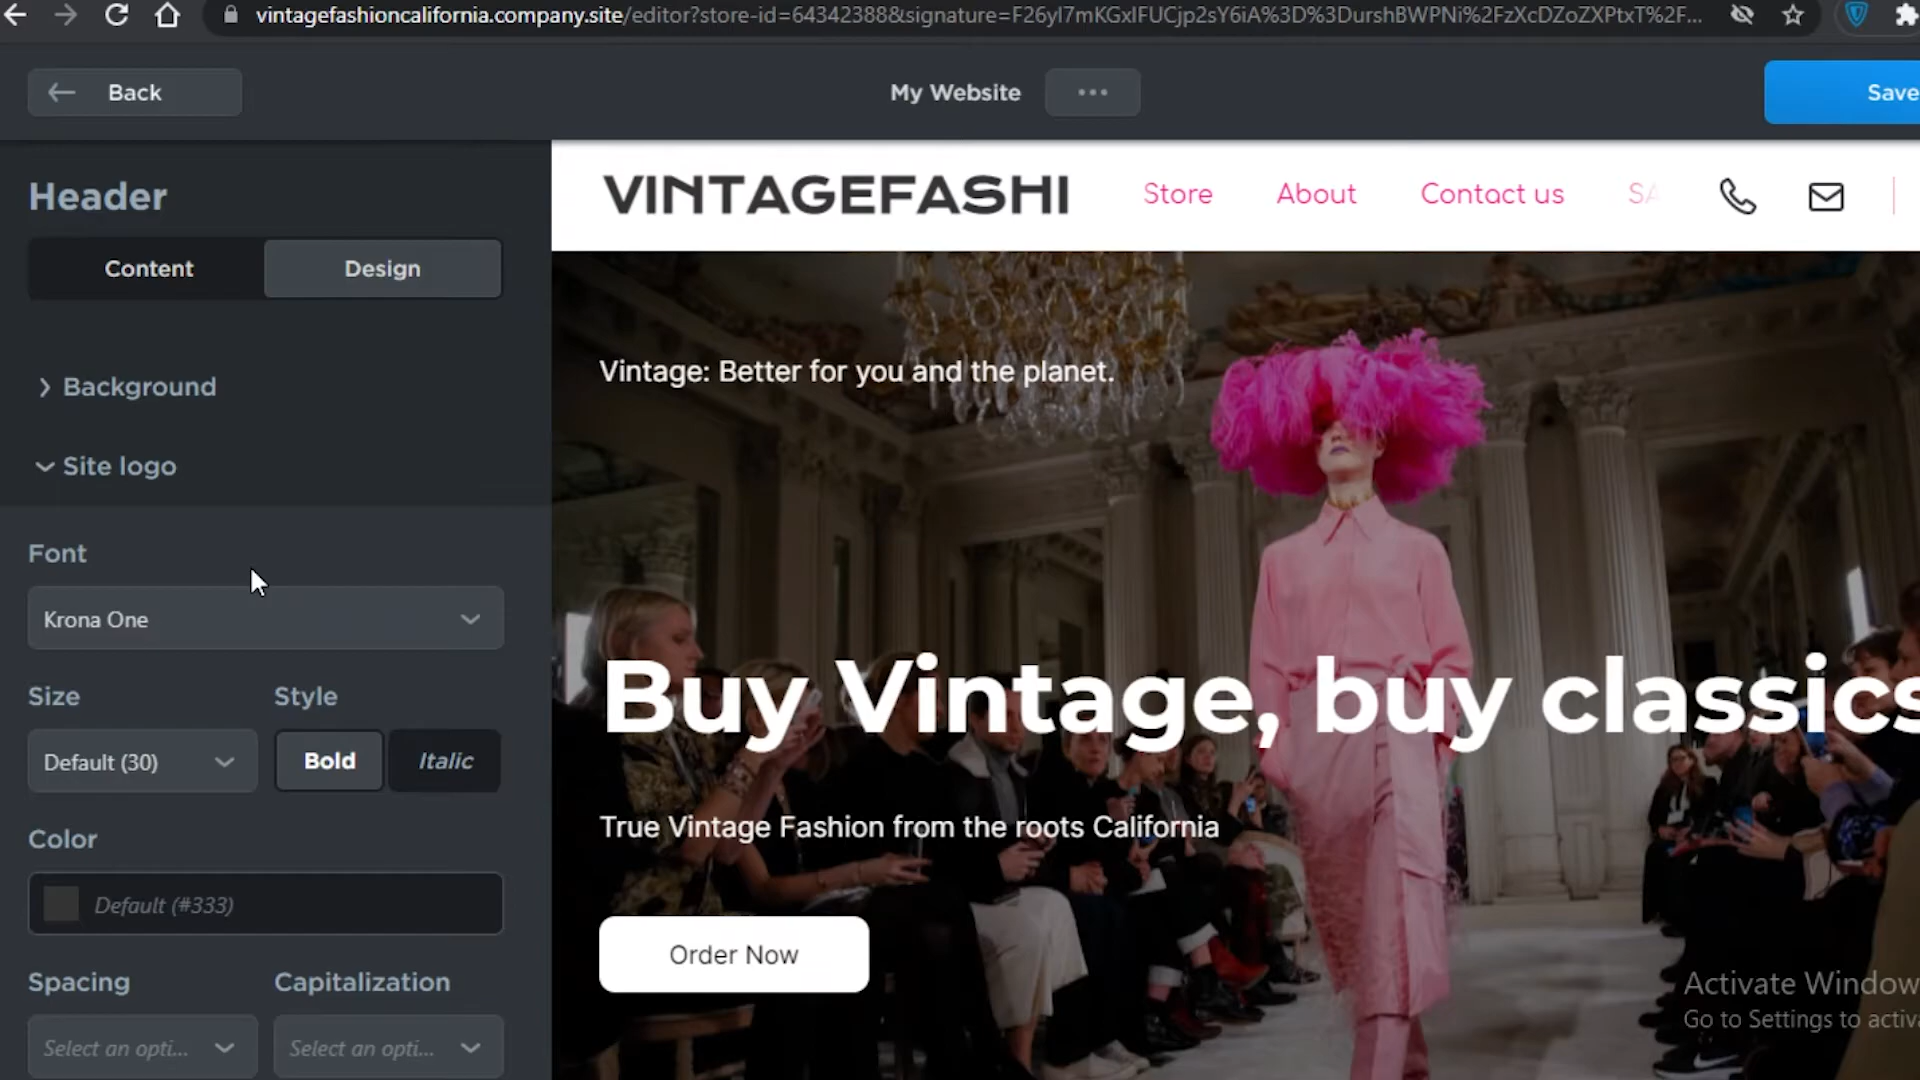 vintagefashioncalifornia.company.site/editor?store-id=64342388&signature=F26yI7mKGxIFUCjp2sY6iA%3D%3DurshBWPNi%2FzXcDZoZXPtxT%2F...
Back
My Website
Save
Header
Content
Design
VINTAGEFASHI
Store
About
Contact us
SA
Background
Vintage: Better for you and the planet.
Site logo
Font
Krona One
Size
Style
Buy Vintage, buy classics
Default (30)
Bold
Italic
True Vintage Fashion from the roots California
Color
Default (#333)
Order Now
Spacing
Capitalization
Activate Window
Go to Settings to activa
Select an opti...
Select an opti...